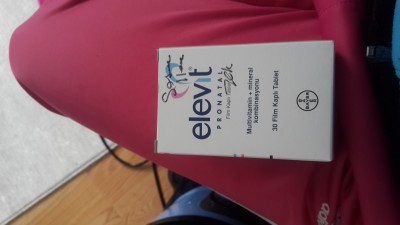 elevit
PRONATAL
Film Kaplı Tablet
Multivitamin + mineral
kombinasyonu
30 Film Kaplı Tablet
BAYER